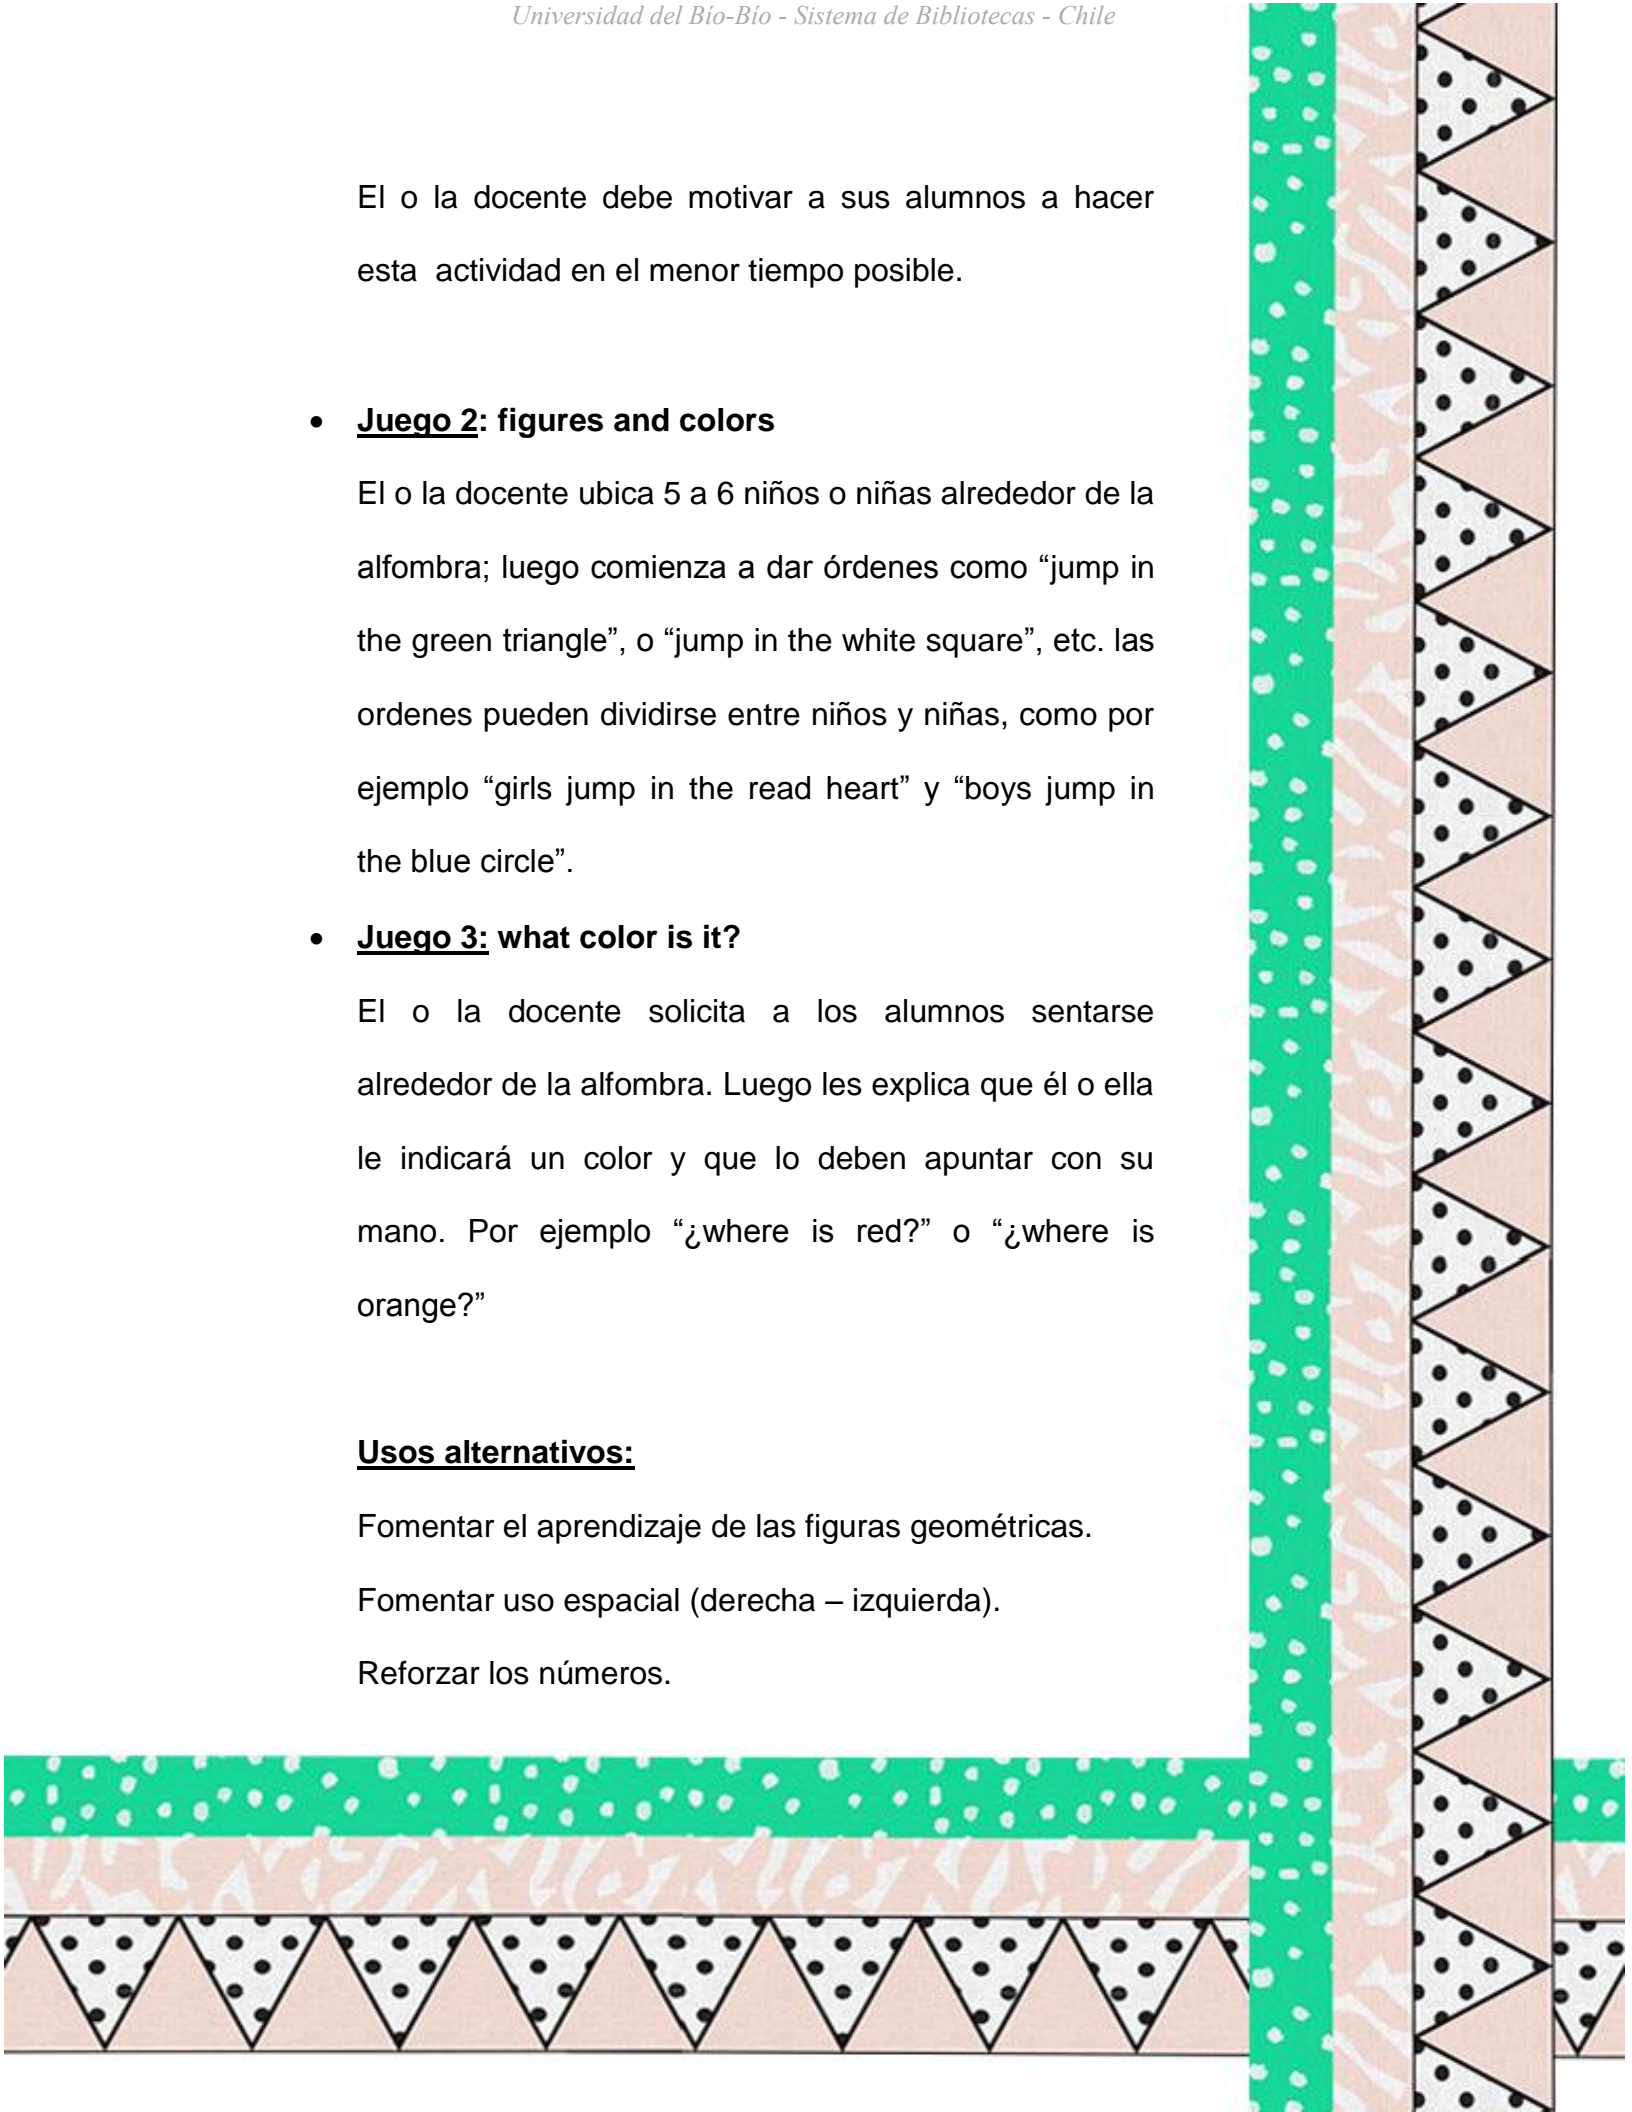 Universidad del Bío-Bío - Sistema de Bibliotecas - Chile
El o la docente debe motivar a sus alumnos a hacer
esta actividad en el menor tiempo posible.
• Juego 2: figures and colors
El o la docente ubica 5 a 6 niños o niñas alrededor de la
alfombra; luego comienza a dar órdenes como “jump in
the green triangle”, o “jump in the white square”, etc. las
ordenes pueden dividirse entre niños y niñas, como por
ejemplo “girls jump in the read heart” y “boys jump in
the blue circle”.
• Juego 3: what color is it?
El o la docente solicita a los alumnos sentarse
alrededor de la alfombra. Luego les explica que él o ella
le indicará un color y que lo deben apuntar con su
mano. Por ejemplo “¿where is red?” o “¿where is
orange?”
Usos alternativos:
Fomentar el aprendizaje de las figuras geométricas.
Fomentar uso espacial (derecha – izquierda).
Reforzar los números.